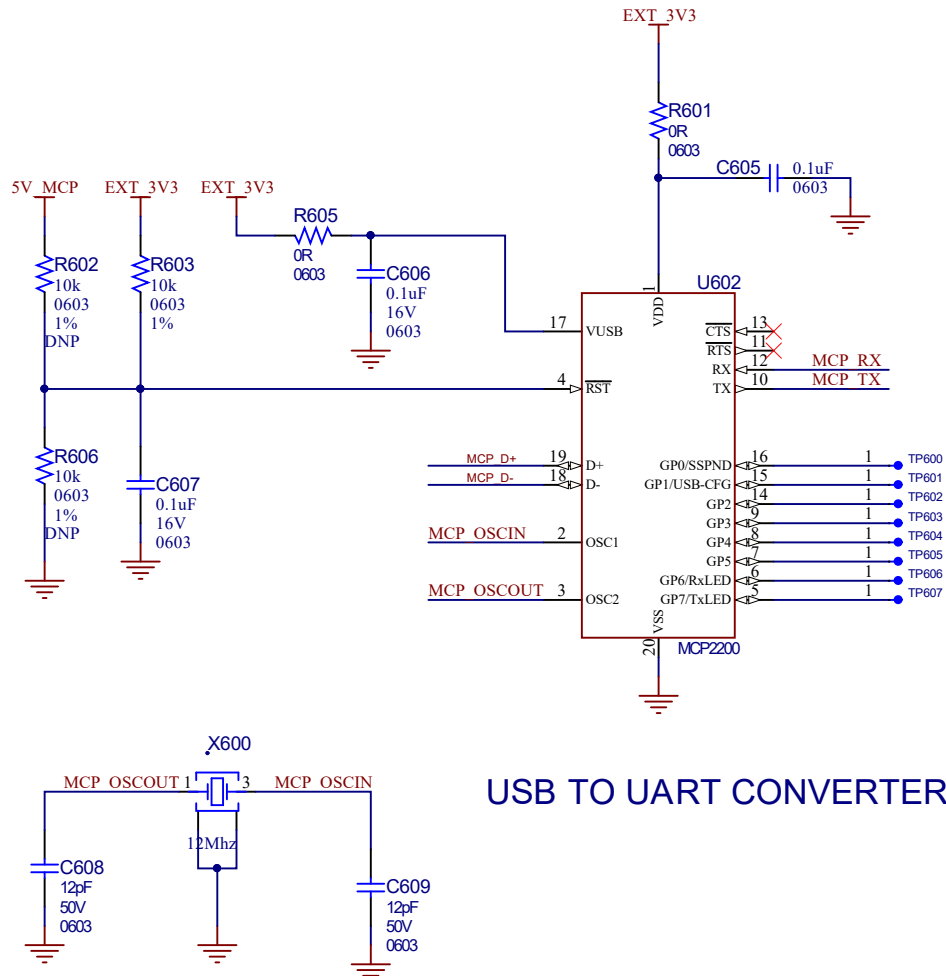 EXT_3V3
R601
0R
0603
C605
0.1uF
0603
5V_MCP
EXT_3V3
EXT_3V3
R602
10k
0603
1%
DNP
R603
10k
0603
1%
R605
0R
0603
C606
0.1uF
16V
0603
R606
10k
0603
1%
DNP
C607
0.1uF
16V
0603
U602
1
VDD
17
VUSB
4
RST
MCP_D+
19
D+
MCP_D-
18
D-
MCP_OSCIN
2
OSC1
MCP_OSCOUT
3
OSC2
CTS
13
RTS
11
RX
12
MCP_RX
TX
10
MCP_TX
GP0/SSPND
16
1
TP600
GP1/USB-CFG
15
1
TP601
GP2
14
1
TP602
GP3
9
1
TP603
GP4
8
1
TP604
GP5
7
1
TP605
GP6/RxLED
6
1
TP606
GP7/TxLED
5
1
TP607
VSS
20
MCP2200
X600
MCP_OSCOUT
1
3
MCP_OSCIN
12Mhz
C608
12pF
50V
0603
C609
12pF
50V
0603
USB TO UART CONVERTER